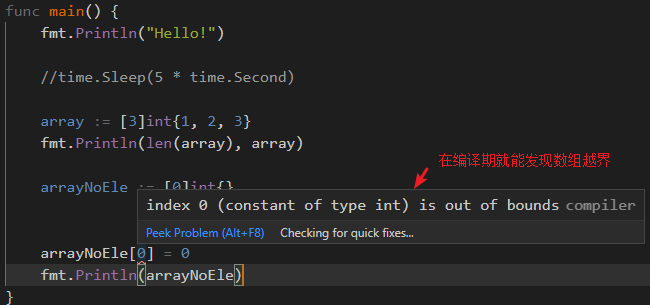 func main() {
    fmt.Println("Hello!")
    //time.Sleep(5 * time.Second)
    array := [3]int{1, 2, 3}
    fmt.Println(len(array), array)
在编译期就能发现数组越界
    arrayNoEle := [0]int{}
index 0 (constant of type int) is out of bounds compiler
Peek Problem (Alt+F8) Checking for quick fixes...
    arrayNoEle[0] = 0
    fmt.Println(arrayNoEle)
}